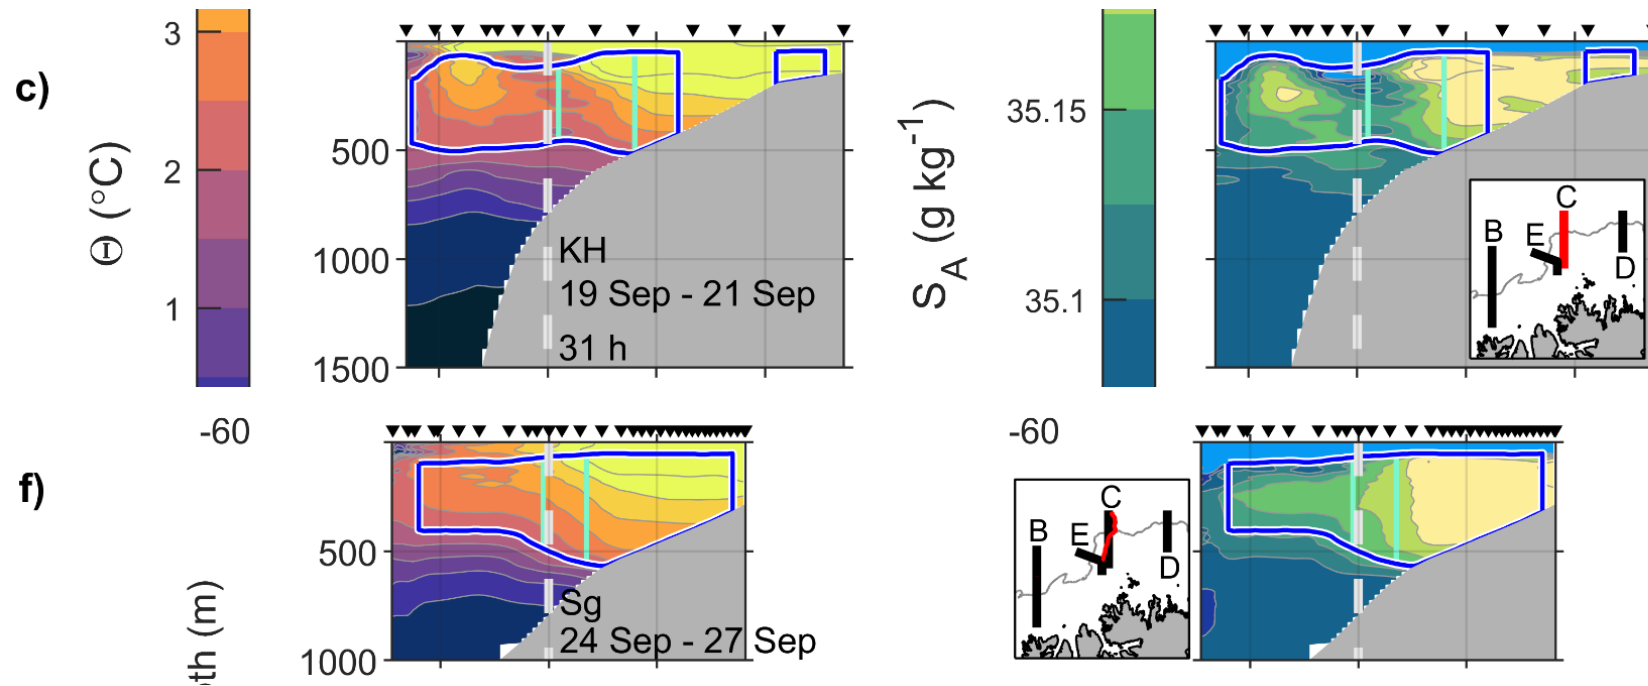 c)
Θ (°C)
3
2
1
500
1000
1500
KH
19 Sep - 21 Sep
31 h
S_A (g kg⁻¹)
35.15
35.1
C
B
E
D
f)
-60
500
1000
Sg
24 Sep - 27 Sep
-60
C
B
E
D
(m)